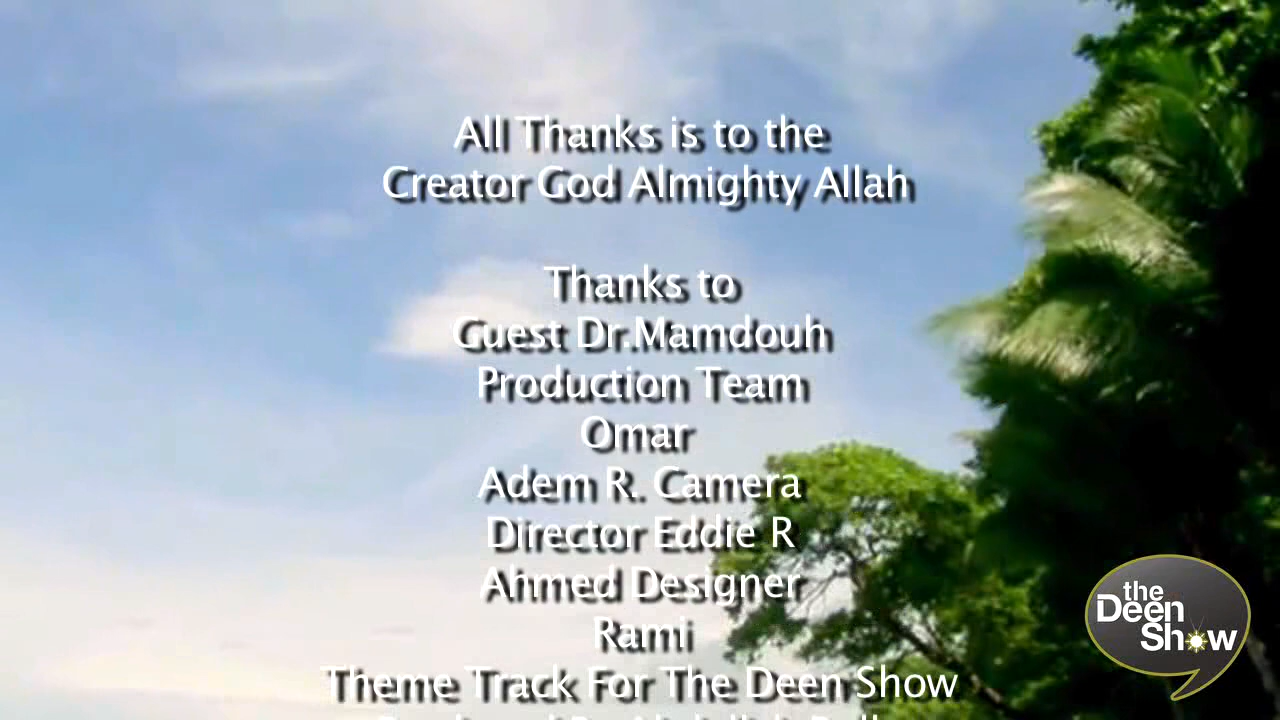 All Thanks is to the
Creator God Almighty Allah
Thanks to
Guest Dr.Mamdouh
Production Team
Omar
Adem R. Camera
Director Eddie R
Ahmed Designer
Rami
Theme Track For The Deen Show
the
Deen
Show